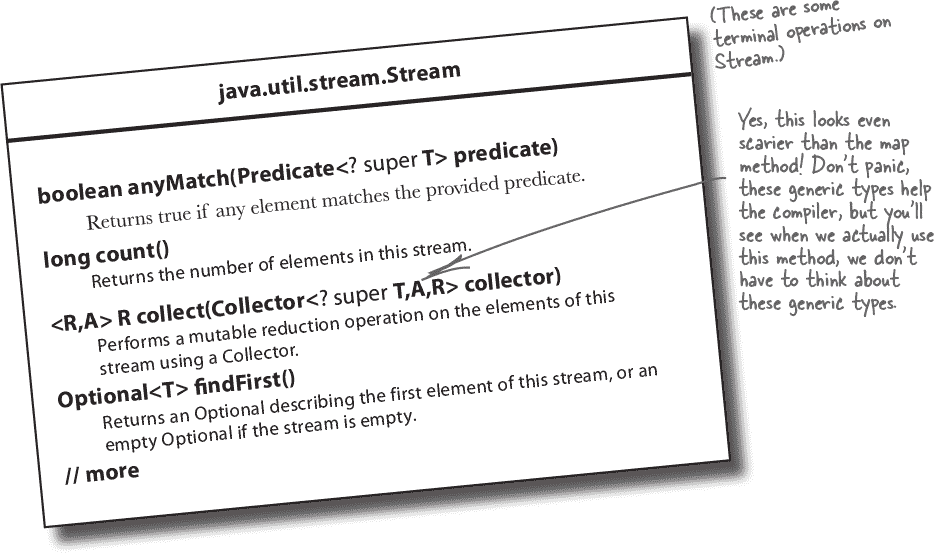 java.util.stream.Stream
boolean anyMatch(Predicate<? super T> predicate)
Returns true if any element matches the provided predicate.
long count()
Returns the number of elements in this stream.
<R,A> R collect(Collector<? super T,A,R> collector)
Performs a mutable reduction operation on the elements of this
stream using a Collector.
Optional<T> findFirst()
Returns an Optional describing the first element of this stream, or an
empty Optional if the stream is empty.
// more
(These are some
terminal operations on
Stream.)
Yes, this looks even
scarier than the map
method! Don't panic,
these generic types help
the compiler, but you'll
see when we actually use
this method, we don't
have to think about
these generic types.